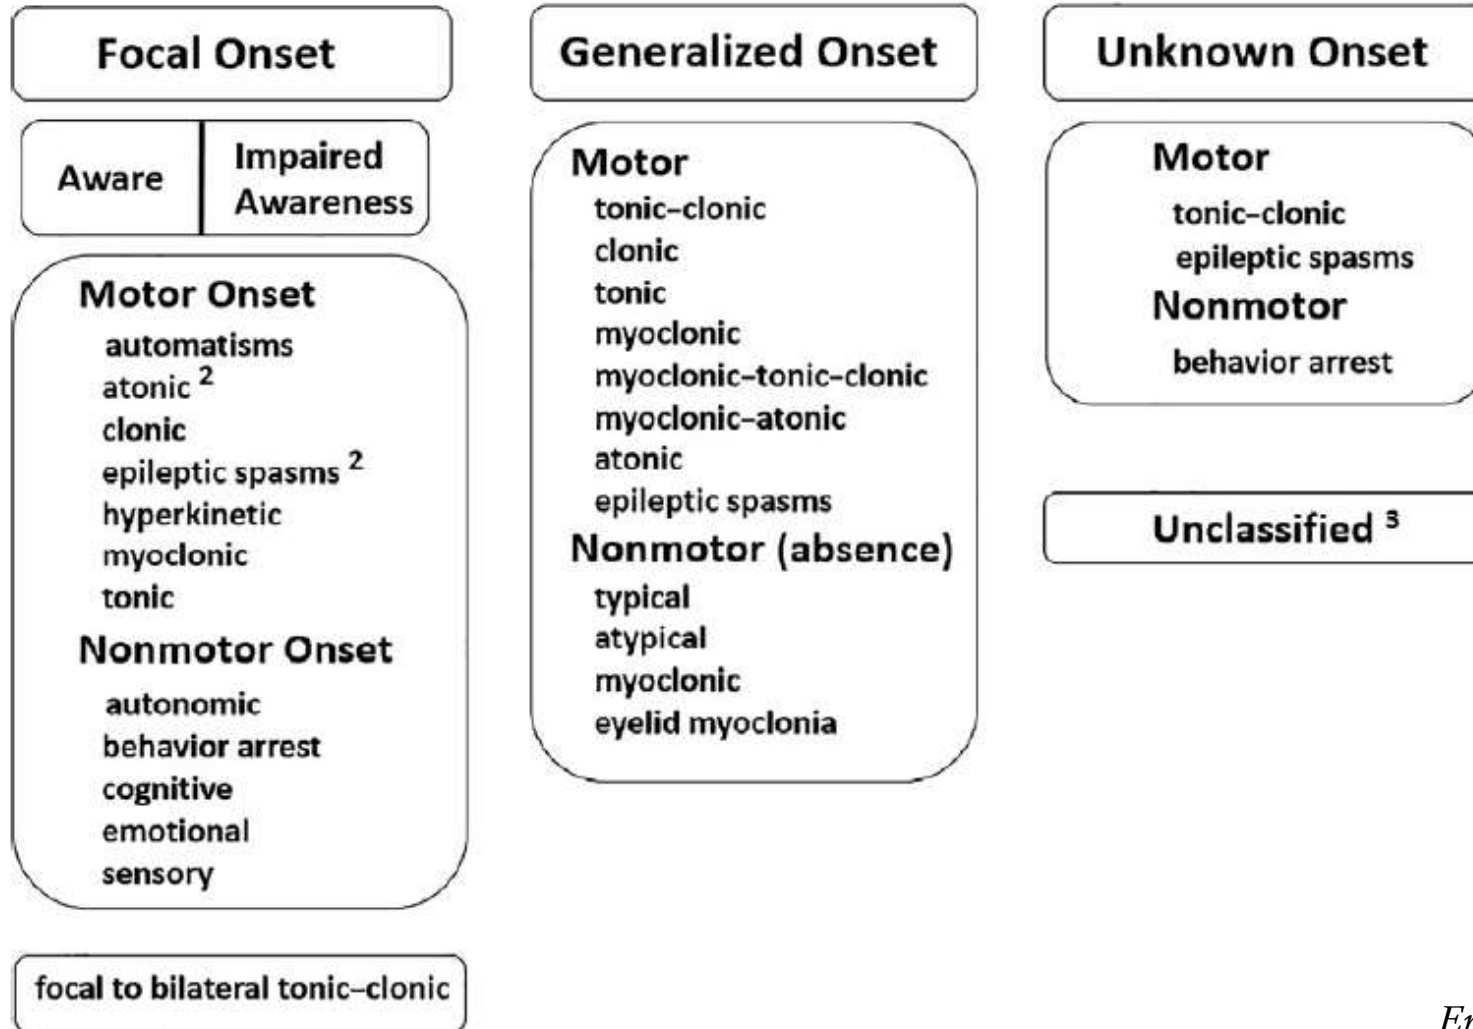 Focal Onset
Aware
Impaired
Awareness
Motor Onset
automatisms
atonic ²
clonic
epileptic spasms ²
hyperkinetic
myoclonic
tonic
Nonmotor Onset
autonomic
behavior arrest
cognitive
emotional
sensory
focal to bilateral tonic–clonic
Generalized Onset
Motor
tonic–clonic
clonic
tonic
myoclonic
myoclonic–tonic–clonic
myoclonic–atonic
atonic
epileptic spasms
Nonmotor (absence)
typical
atypical
myoclonic
eyelid myoclonia
Unknown Onset
Motor
tonic–clonic
epileptic spasms
Nonmotor
behavior arrest
Unclassified ³